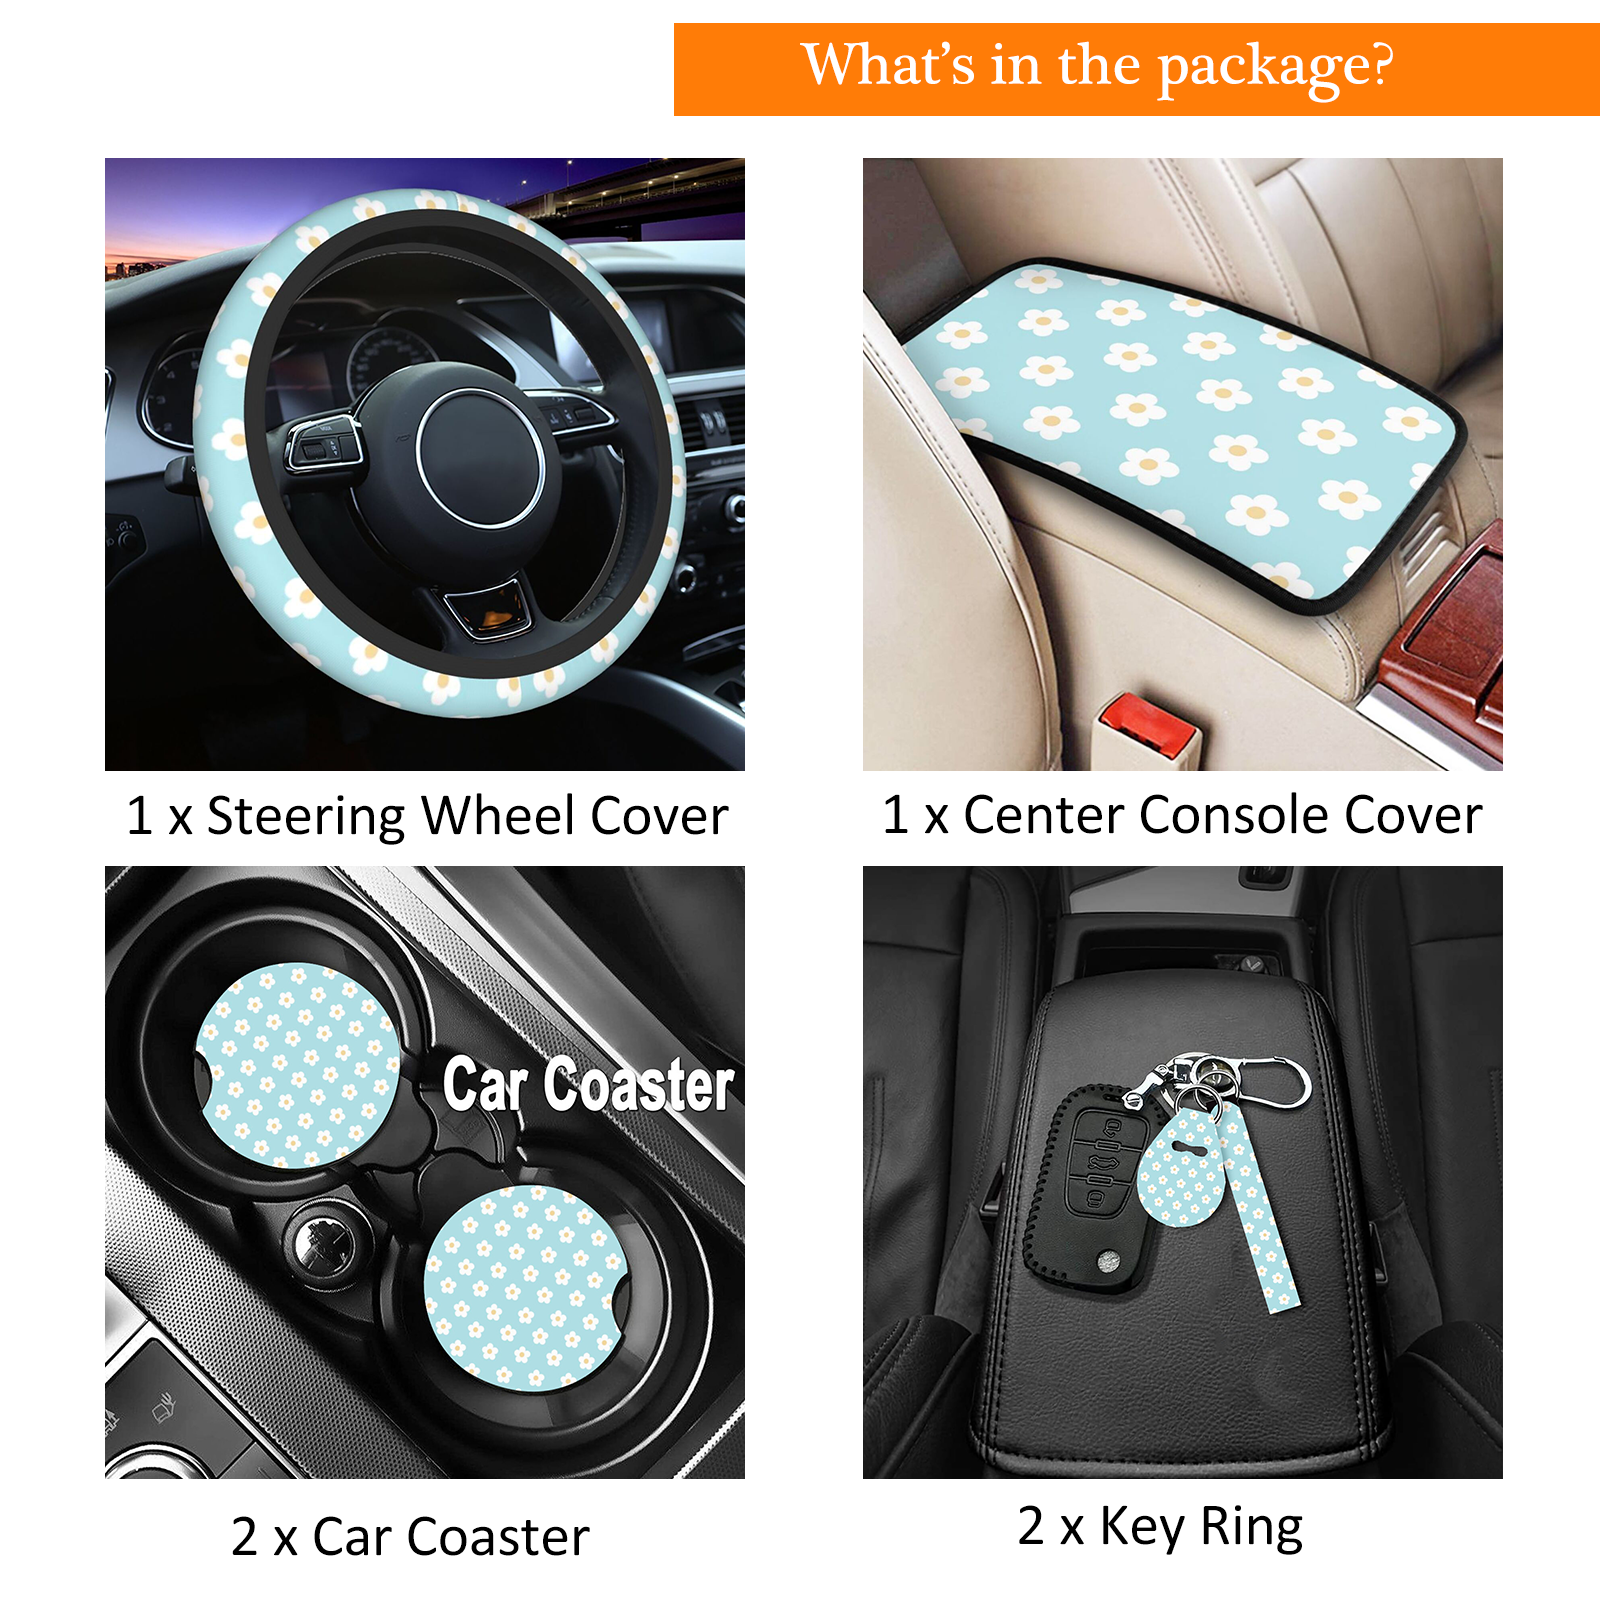 What's in the package?
1 x Steering Wheel Cover
1 x Center Console Cover
Car Coaster
2 x Car Coaster
2 x Key Ring